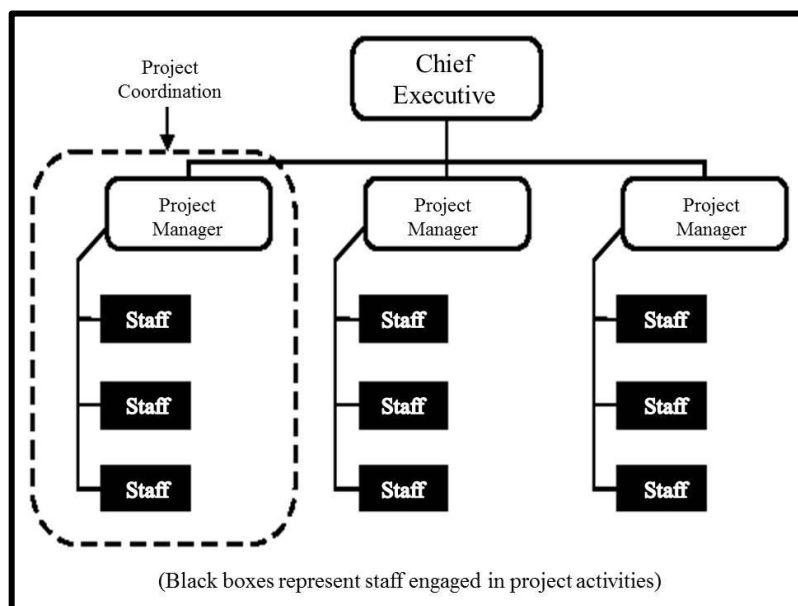 Project
Coordination
Chief
Executive
Project
Manager
Project
Manager
Project
Manager
Staff
Staff
Staff
Staff
Staff
Staff
Staff
Staff
Staff
(Black boxes represent staff engaged in project activities)